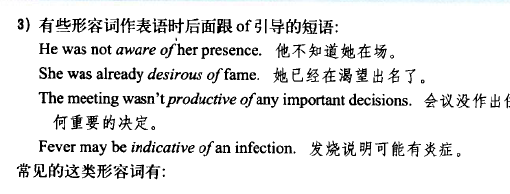 3) 有些形容词作表语时后面跟 of 引导的短语:
He was not aware of her presence. 他不知道她在场。
She was already desirous of fame. 她已经在渴望出名了。
The meeting wasn't productive of any important decisions. 会议没作出任
何重要的决定。
Fever may be indicative of an infection. 发烧说明可能有炎症。
常见的这类形容词有: